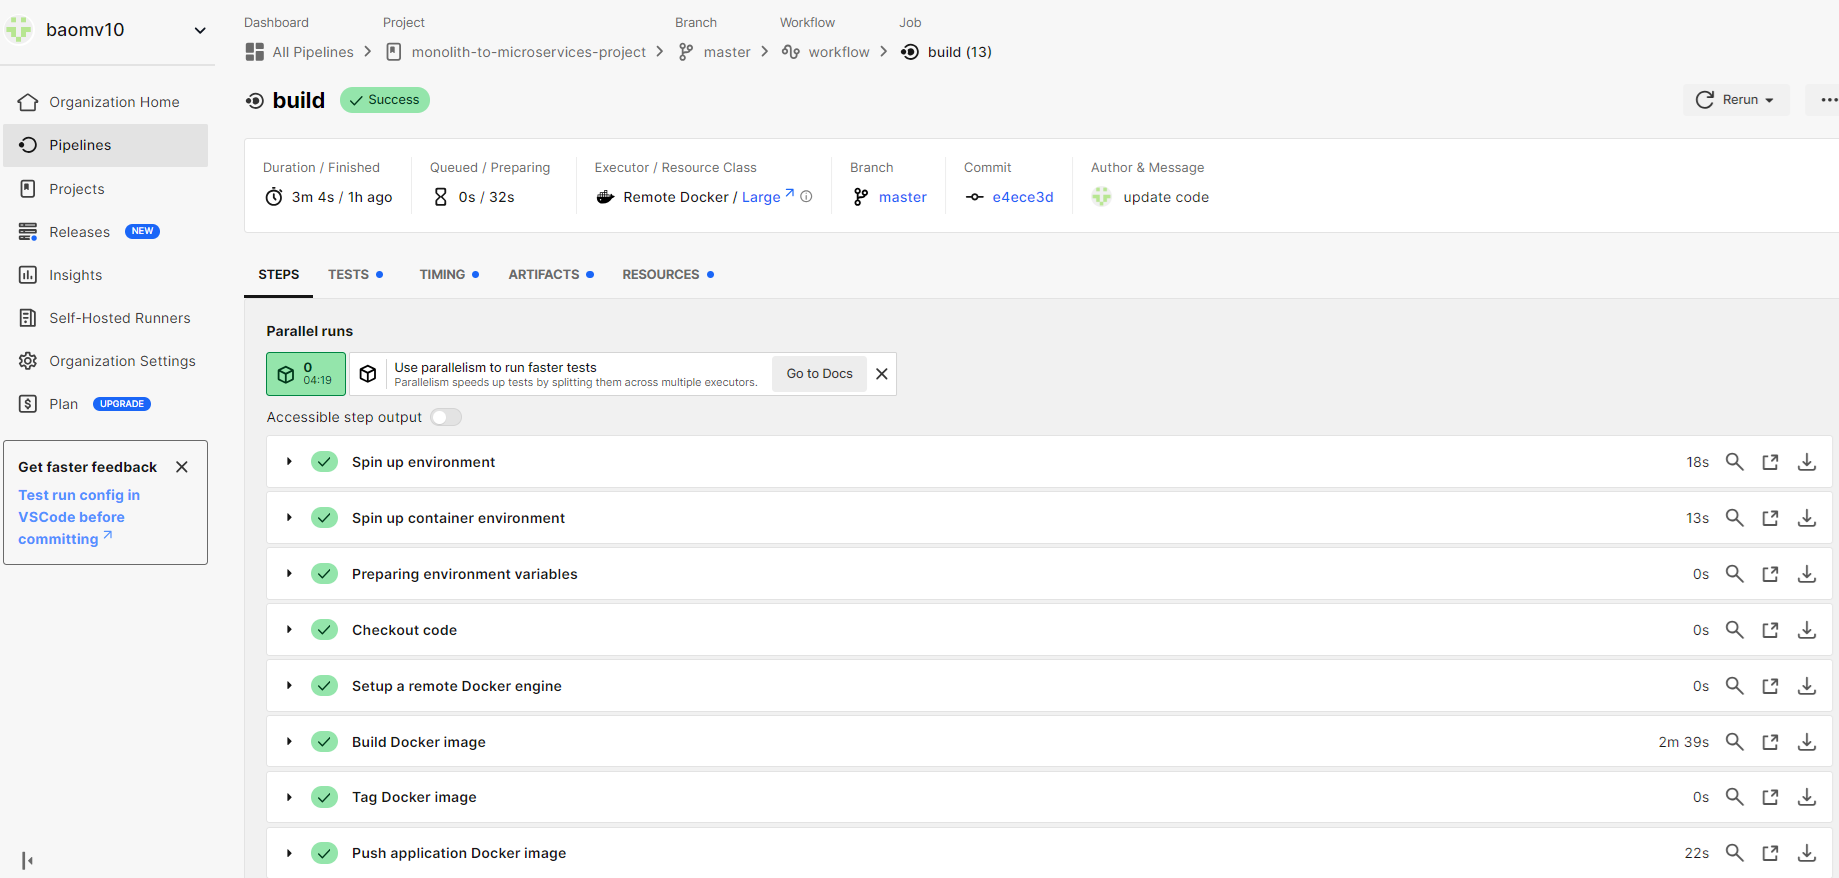 baomv10
Organization Home
Pipelines
Projects
Releases NEW
Insights
Self-Hosted Runners
Organization Settings
Plan UPGRADE
Get faster feedback
Test run config in
VSCode before
committing
Dashboard Project Branch Workflow Job
All Pipelines monolith-to-microservices-project master workflow build (13)
build Success
Rerun
Duration / Finished Queued / Preparing Executor / Resource Class Branch Commit Author & Message
3m 4s / 1h ago 0s / 32s Remote Docker / Large master e4ece3d update code
STEPS TESTS TIMING ARTIFACTS RESOURCES
Parallel runs
0
04:19
Use parallelism to run faster tests
Parallelism speeds up tests by splitting them across multiple executors.
Go to Docs
Accessible step output
Spin up environment 18s
Spin up container environment 13s
Preparing environment variables 0s
Checkout code 0s
Setup a remote Docker engine 0s
Build Docker image 2m 39s
Tag Docker image 0s
Push application Docker image 22s